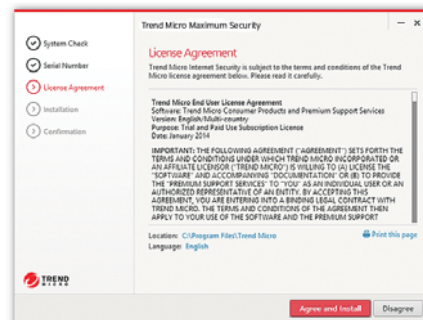 Trend Micro Maximum Security
System Check
Serial Number
License Agreement
Installation
Confirmation
License Agreement
Trend Micro Internet Security is subject to the terms and conditions of the Trend
Micro license agreement below. Please read it carefully.
Trend Micro End User License Agreement
Software: Trend Micro Consumer Products and Premium Support Services
Version: English/Multi-country
Purpose: Trial and Paid Use Subscription License
Date: January 2014
IMPORTANT: THE FOLLOWING AGREEMENT ("AGREEMENT") SETS FORTH THE
TERMS AND CONDITIONS UNDER WHICH TREND MICRO INCORPORATED OR
AN AFFILIATE LICENSOR ("TREND MICRO") IS WILLING TO (A) LICENSE THE
"SOFTWARE" AND ACCOMPANYING "DOCUMENTATION" OR (B) TO PROVIDE
THE "PREMIUM SUPPORT SERVICES" TO "YOU" AS AN INDIVIDUAL USER OR AN
AUTHORIZED REPRESENTATIVE OF AN ENTITY. BY ACCEPTING THIS
AGREEMENT, YOU ARE ENTERING INTO A BINDING LEGAL CONTRACT WITH
TREND MICRO. THE TERMS AND CONDITIONS OF THE AGREEMENT THEN
APPLY TO YOUR USE OF THE SOFTWARE AND THE PREMIUM SUPPORT
Location: C:\Program Files\Trend Micro
Print this page
Language: English
TREND
MICRO
Agree and Install
Disagree